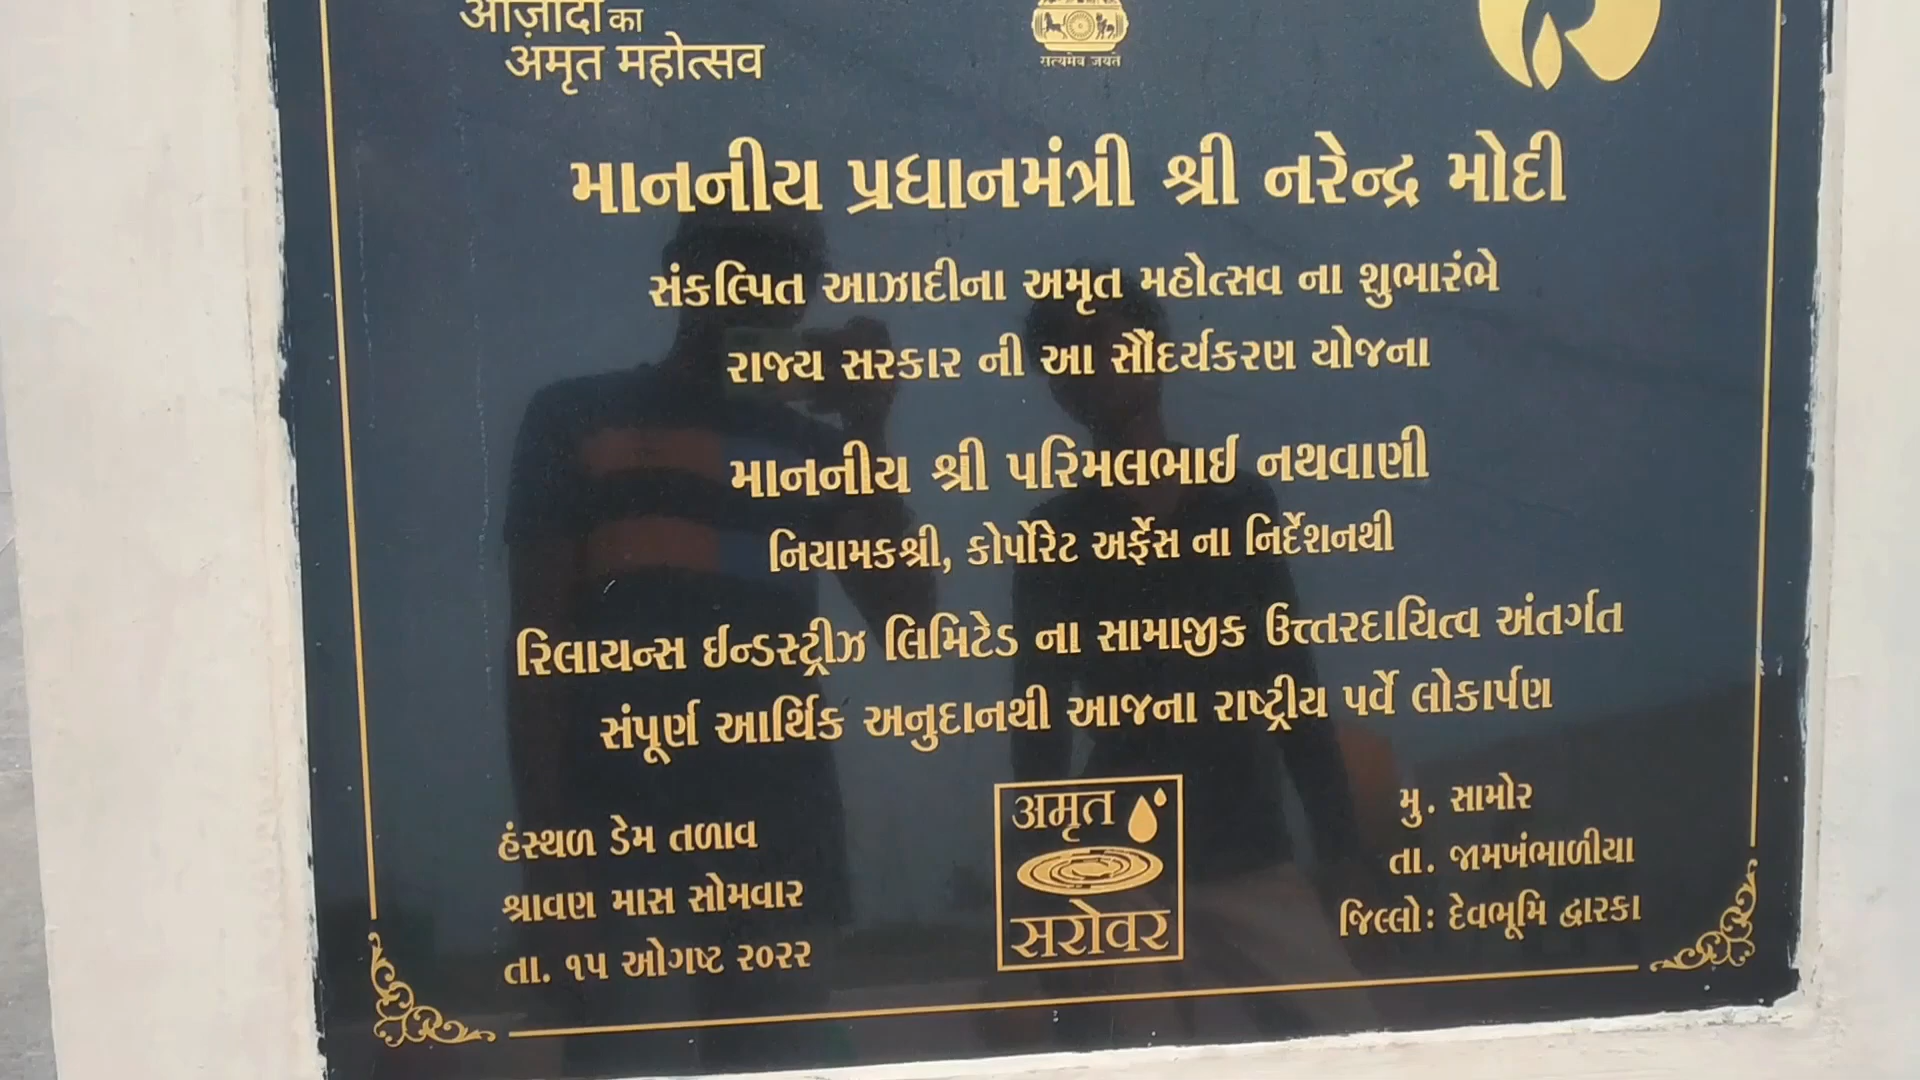 आज़ादी का
अमृत महोत्सव
सत्यमेव जयते
માનનીય પ્રધાનમંત્રી શ્રી નરેન્દ્ર મોદી
સંકલ્પિત આઝાદીના અમૃત મહોત્સવ ના શુભારંભે
રાજ્ય સરકાર ની આ સૌંદર્યકરણ યોજના
માનનીય શ્રી પરિમલભાઈ નથવાણી
નિયામકશ્રી, કોર્પોરેટ અર્ફેસ ના નિર્દેશનથી
રિલાયન્સ ઈન્ડસ્ટ્રીઝ લિમિટેડ ના સામાજીક ઉત્તરદાયિત્વ અંતર્ગત
સંપૂર્ણ આર્થિક અનુદાનથી આજના રાષ્ટ્રીય પર્વે લોકાર્પણ
હંસ્થળ ડેમ તળાવ
શ્રાવણ માસ સોમવાર
તા. ૧૫ ઓગષ્ટ ૨૦૨૨
अमृत
सरोवर
મુ. સામોર
તા. જામખંભાળીયા
જિલ્લો: દેવભૂમિ દ્વારકા